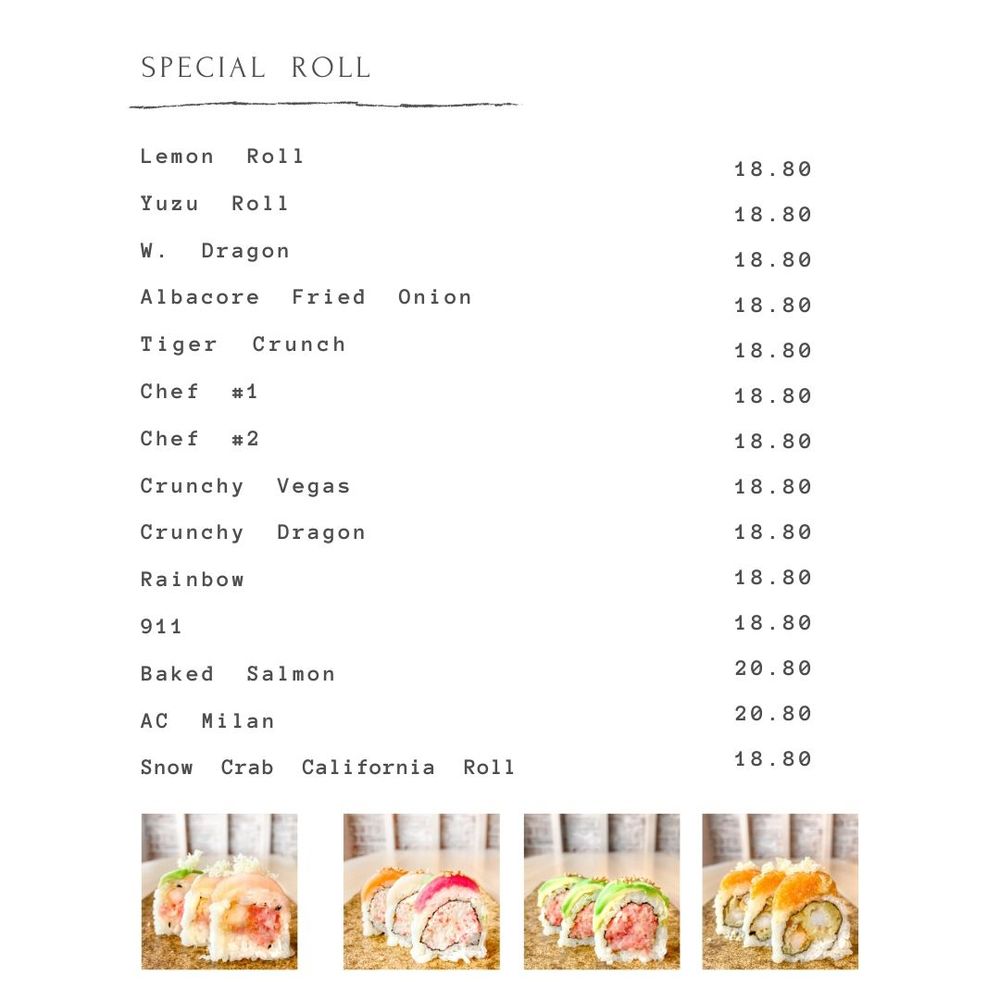 SPECIAL ROLL
Lemon Roll 18.80
Yuzu Roll 18.80
W. Dragon 18.80
Albacore Fried Onion 18.80
Tiger Crunch 18.80
Chef #1 18.80
Chef #2 18.80
Crunchy Vegas 18.80
Crunchy Dragon 18.80
Rainbow 18.80
911 18.80
Baked Salmon 20.80
AC Milan 20.80
Snow Crab California Roll 18.80